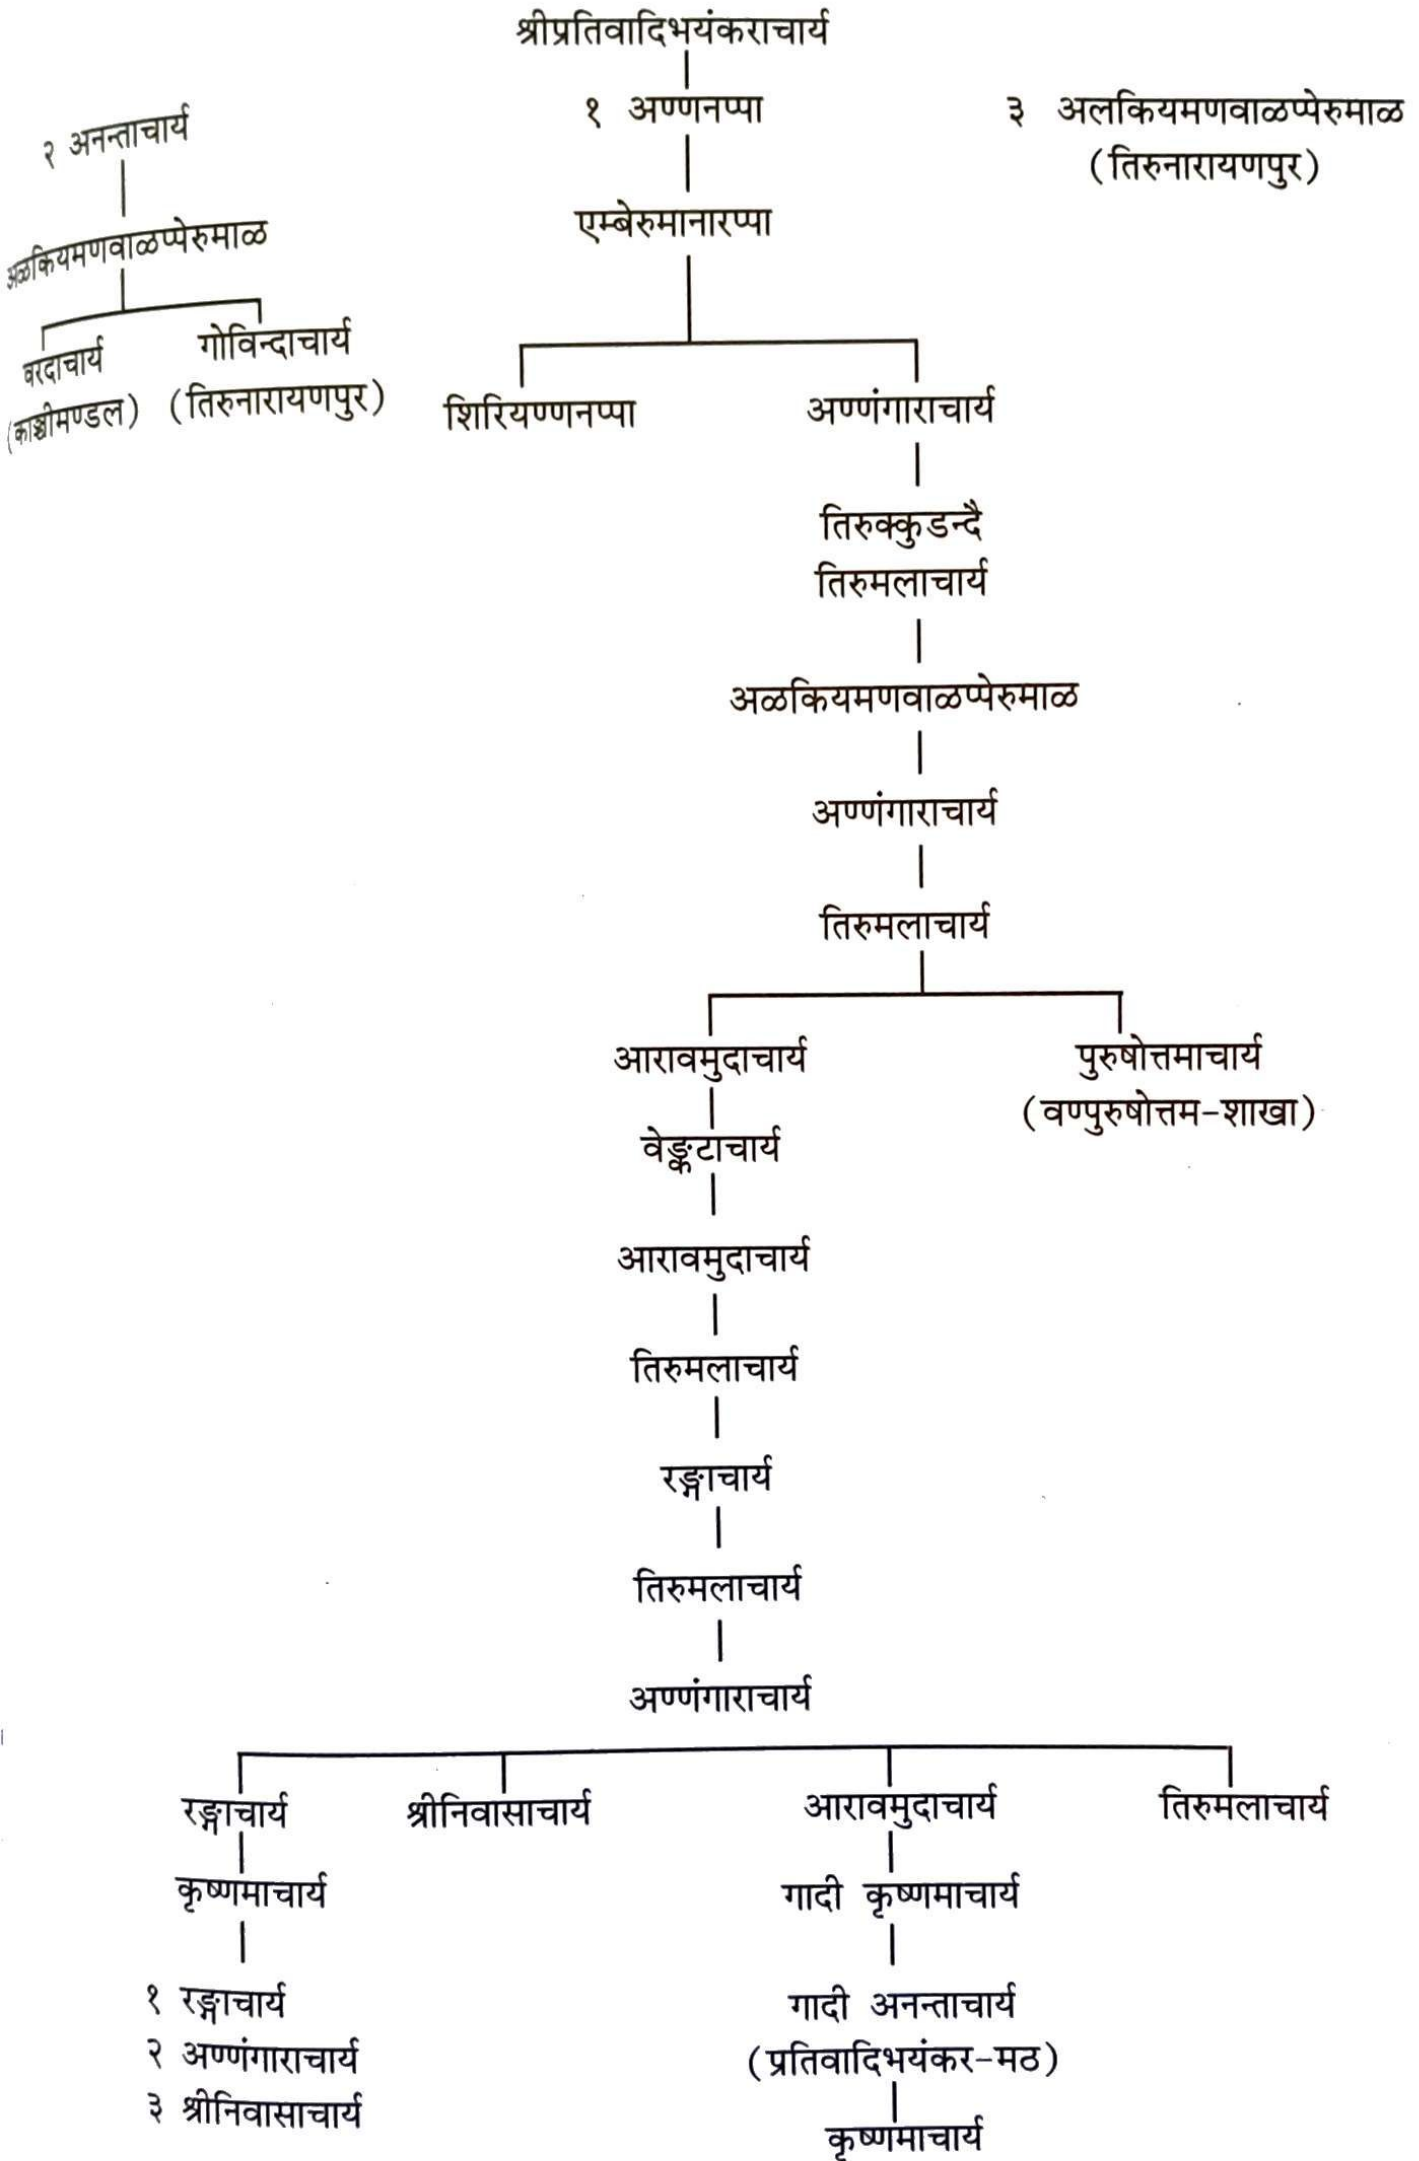 श्रीप्रतिवादिभयंकराचार्य
२ अनन्ताचार्य
१ अण्णनप्पा
३ अलकियमणवाळप्पेरुमाळ
(तिरुनारायणपुर)
अळकियमणवाळप्पेरुमाळ
एम्बेरुमानारप्पा
वरदाचार्य
(काञ्चीमण्डल)
गोविन्दाचार्य
(तिरुनारायणपुर)
शिरियण्णनप्पा
अण्णंगाराचार्य
तिरुक्कुडन्दै
तिरुमलाचार्य
अळकियमणवाळप्पेरुमाळ
अण्णंगाराचार्य
तिरुमलाचार्य
आरावमुदाचार्य
पुरुषोत्तमाचार्य
(वण्पुरुषोत्तम-शाखा)
वेङ्कटाचार्य
आरावमुदाचार्य
तिरुमलाचार्य
रङ्गाचार्य
तिरुमलाचार्य
अण्णंगाराचार्य
रङ्गाचार्य
श्रीनिवासाचार्य
आरावमुदाचार्य
तिरुमलाचार्य
कृष्णमाचार्य
गादी कृष्णमाचार्य
१ रङ्गाचार्य
२ अण्णंगाराचार्य
३ श्रीनिवासाचार्य
गादी अनन्ताचार्य
(प्रतिवादिभयंकर-मठ)
कृष्णमाचार्य